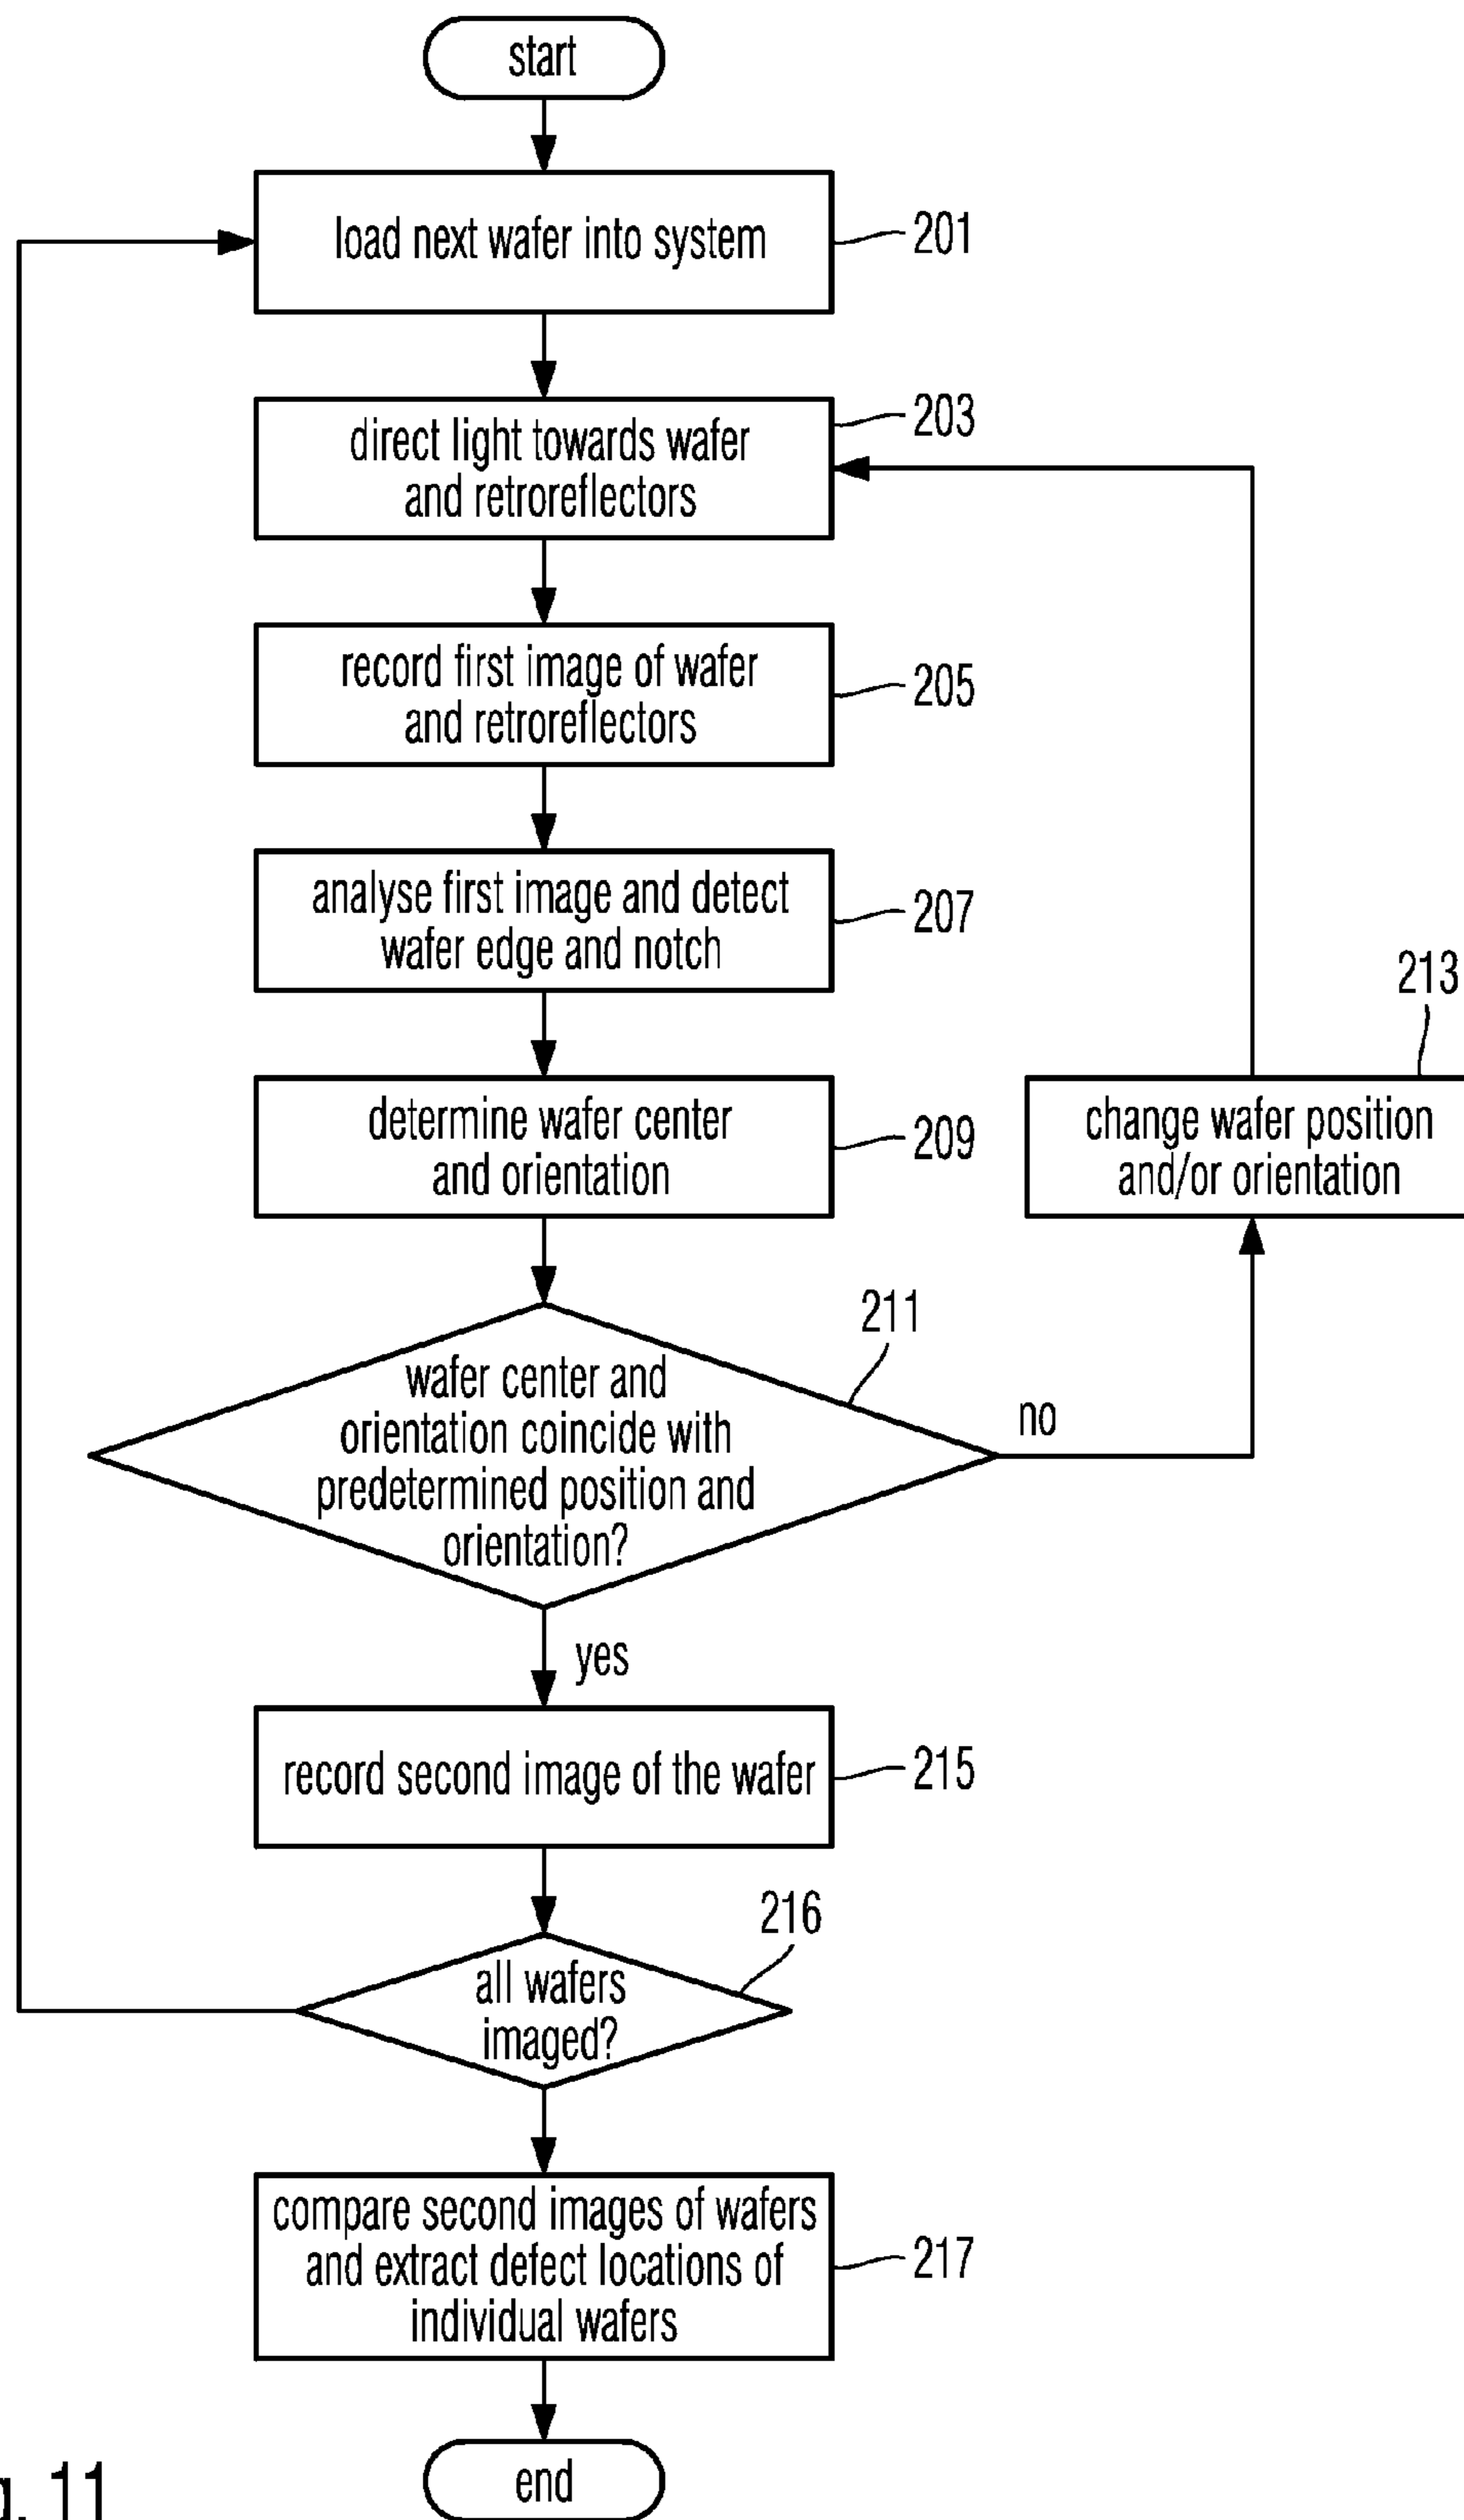 start
load next wafer into system
201
direct light towards wafer
and retroreflectors
203
record first image of wafer
and retroreflectors
205
analyse first image and detect
wafer edge and notch
207
determine wafer center
and orientation
209
213
change wafer position
and/or orientation
211
wafer center and
orientation coincide with
predetermined position and
orientation?
no
yes
record second image of the wafer
215
216
all wafers
imaged?
compare second images of wafers
and extract defect locations of
individual wafers
217
end
g. 11